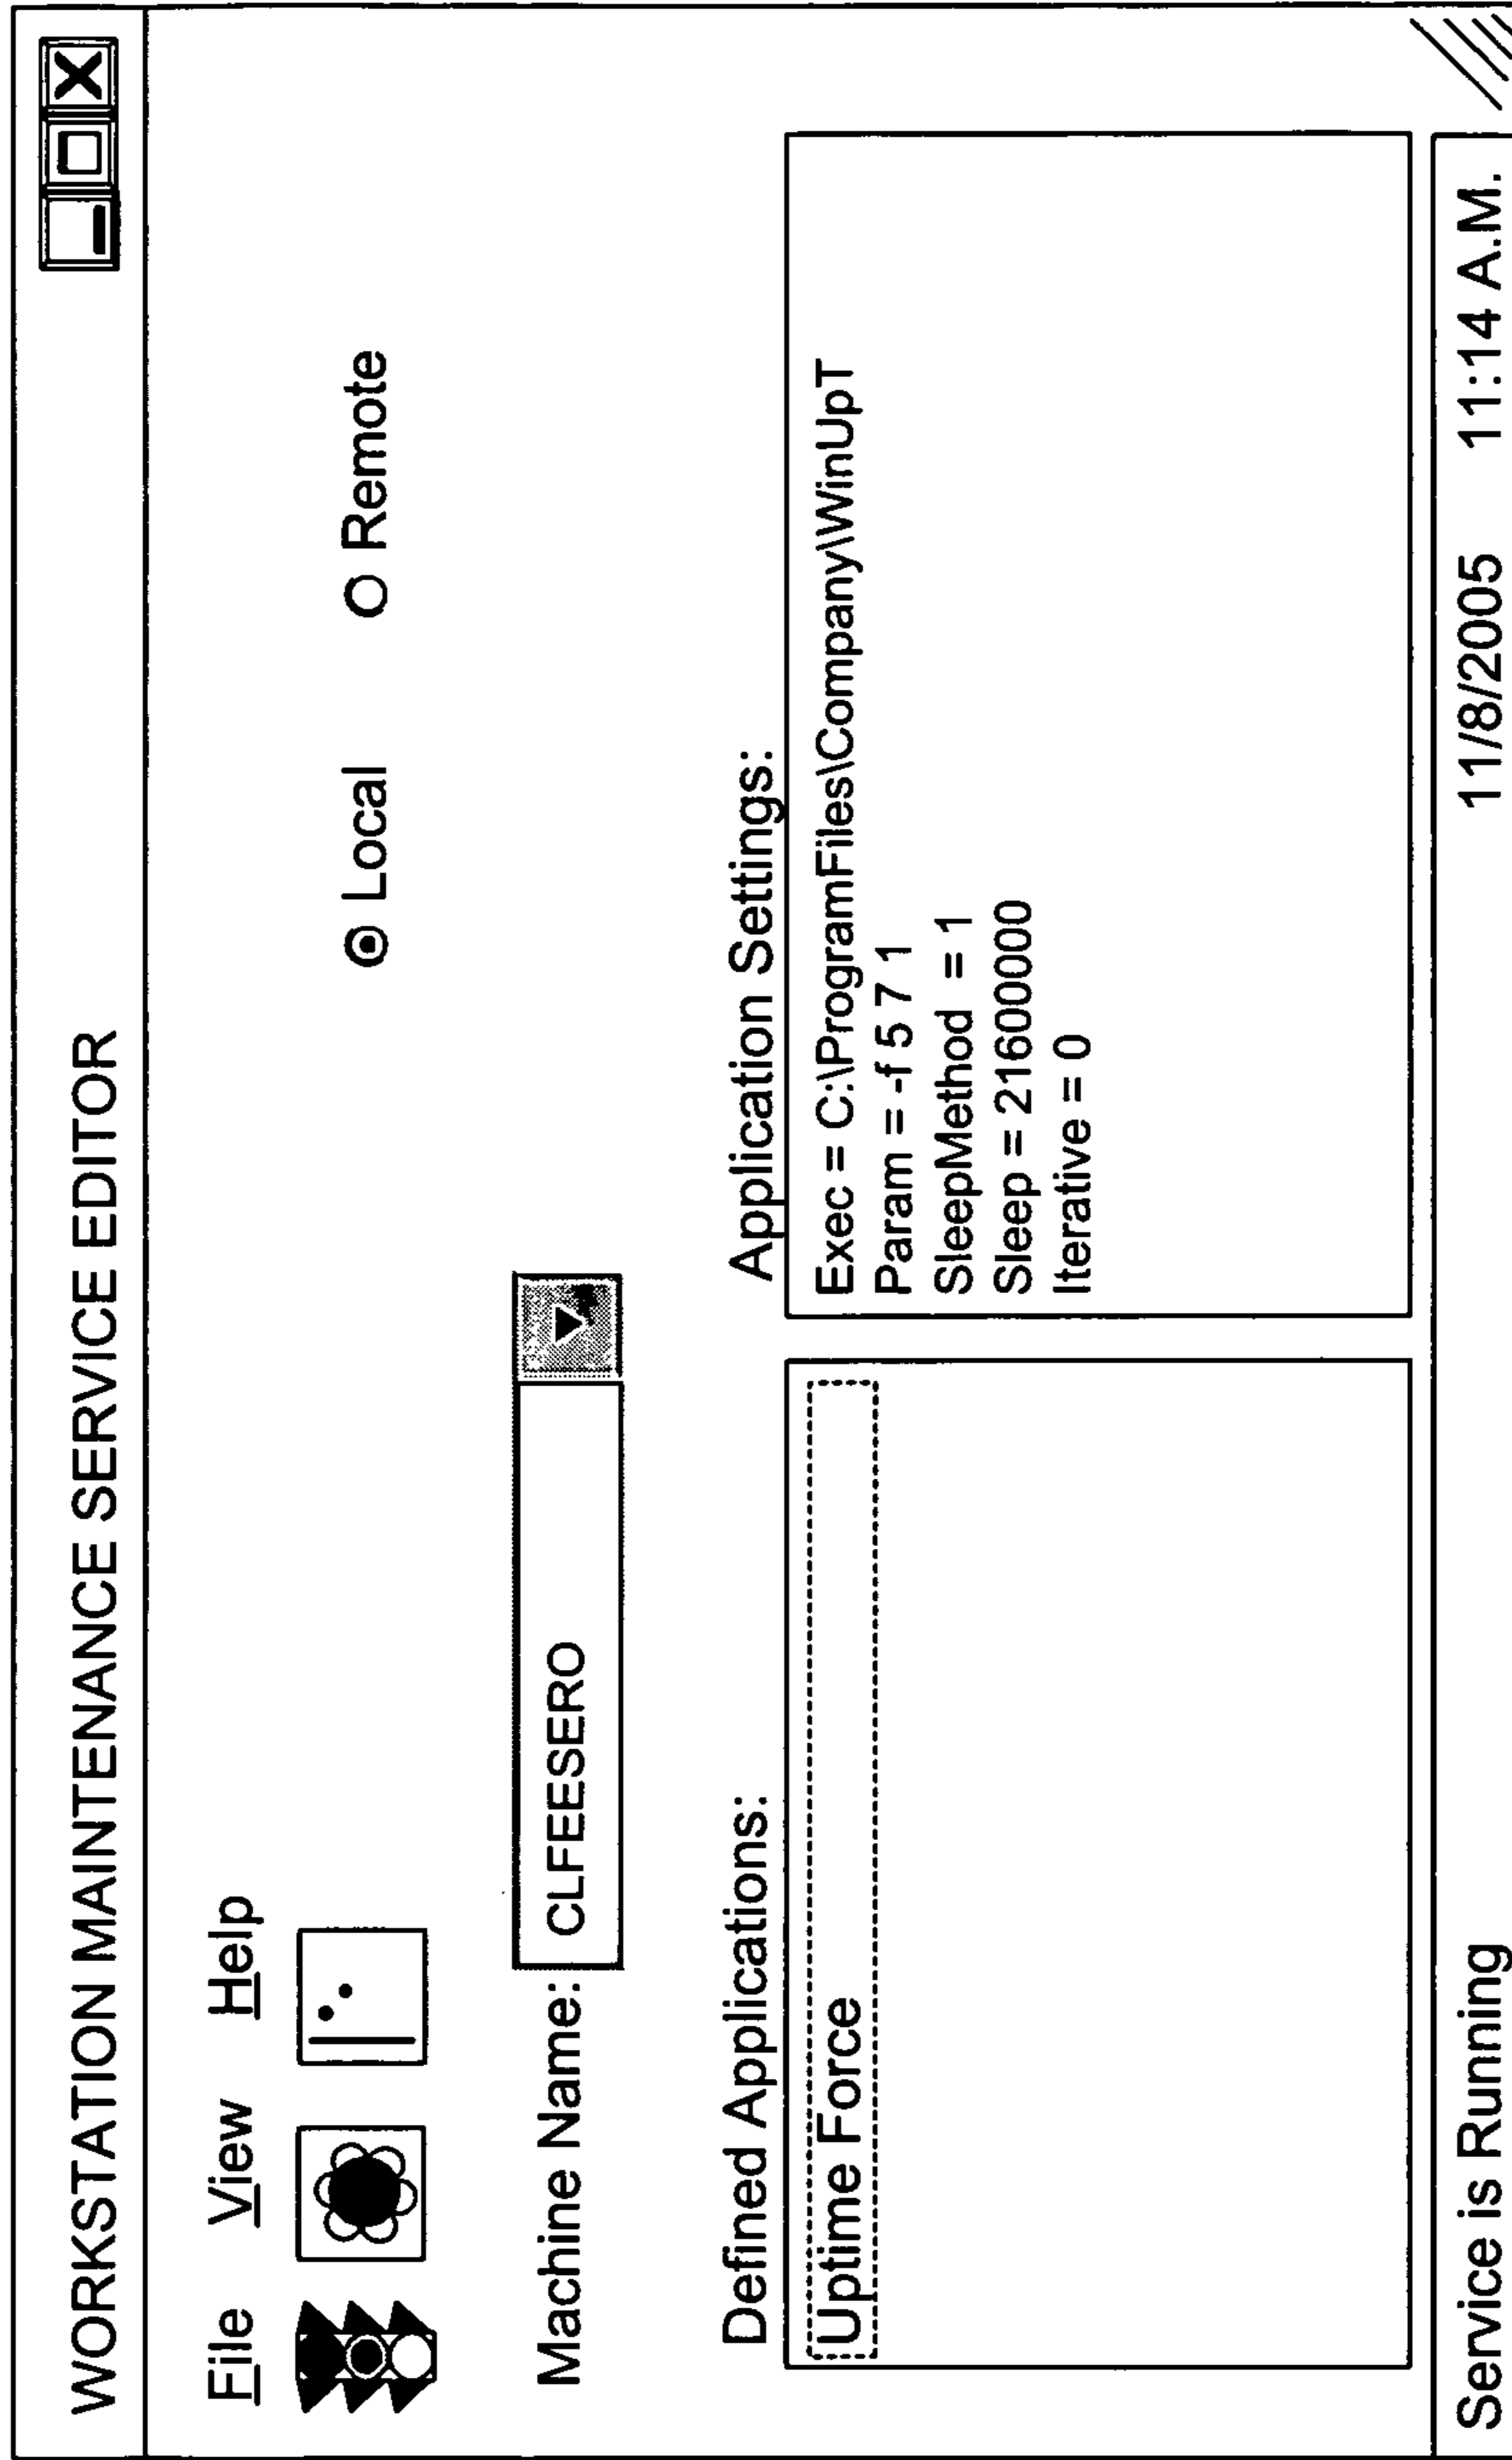 WORKSTATION MAINTENANCE SERVICE EDITOR
File View Help
Local Remote
Machine Name: CLFEESERO
Defined Applications:
Uptime Force
Application Settings:
Exec = C:\ProgramFiles\Company\WinUpT
Param = -f 5 7 1
SleepMethod = 1
Sleep = 21600000
Iterative = 0
Service is Running 11/8/2005 11:14 A.M.